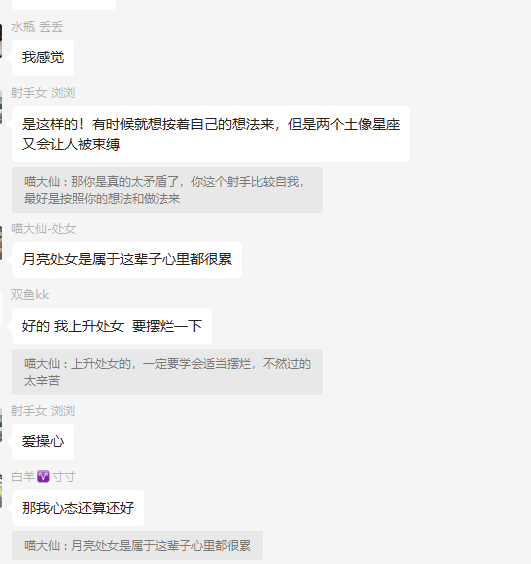 水瓶 丢丢
我感觉
射手女 浏浏
是这样的！有时候就想按着自己的想法来，但是两个土像星座
又会让人被束缚
喵大仙：那你是真的太矛盾了，你这个射手比较自我，
最好是按照你的想法和做法来
喵大仙-处女
月亮处女是属于这辈子心里都很累
双鱼kk
好的 我上升处女 要摆烂一下
喵大仙：上升处女的，一定要学会适当摆烂，不然过的
太辛苦
射手女 浏浏
爱操心
白羊♈寸寸
那我心态还算还好
喵大仙：月亮处女是属于这辈子心里都很累